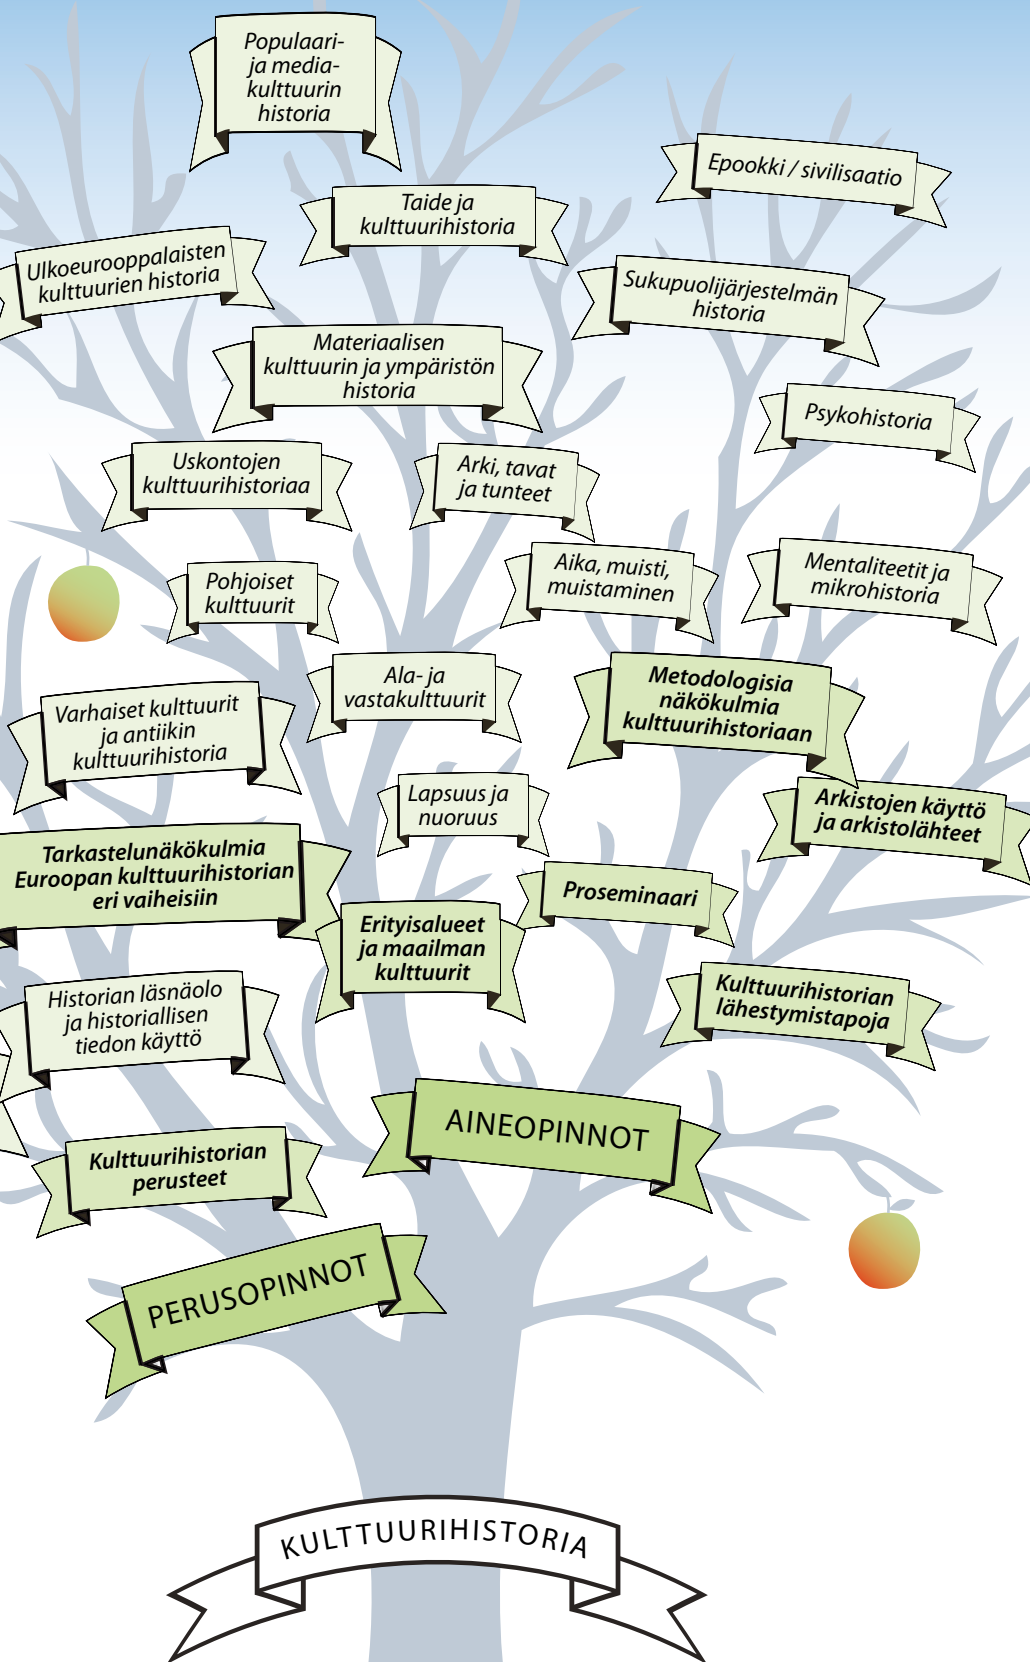 Populaari-
ja media-
kulttuurin
historia
Epookki / sivilisaatio
Taide ja
kulttuurihistoria
Ulkoeurooppalaisten
kulttuurien historia
Sukupuolijärjestelmän
historia
Materiaalisen
kulttuurin ja ympäristön
historia
Psykohistoria
Uskontojen
kulttuurihistoriaa
Arki, tavat
ja tunteet
Aika, muisti,
muistaminen
Mentaliteetit ja
mikrohistoria
Pohjoiset
kulttuurit
Ala- ja
vastakulttuurit
Metodologisia
näkökulmia
kulttuurihistoriaan
Varhaiset kulttuurit
ja antiikin
kulttuurihistoria
Lapsuus ja
nuoruus
Arkistojen käyttö
ja arkistolähteet
Tarkastelunäkökulmia
Euroopan kulttuurihistorian
eri vaiheisiin
Proseminaari
Erityisalueet
ja maailman
kulttuurit
Historian läsnäolo
ja historiallisen
tiedon käyttö
Kulttuurihistorian
lähestymistapoja
AINEOPINNOT
Kulttuurihistorian
perusteet
PERUSOPINNOT
KULTTUURIHISTORIA